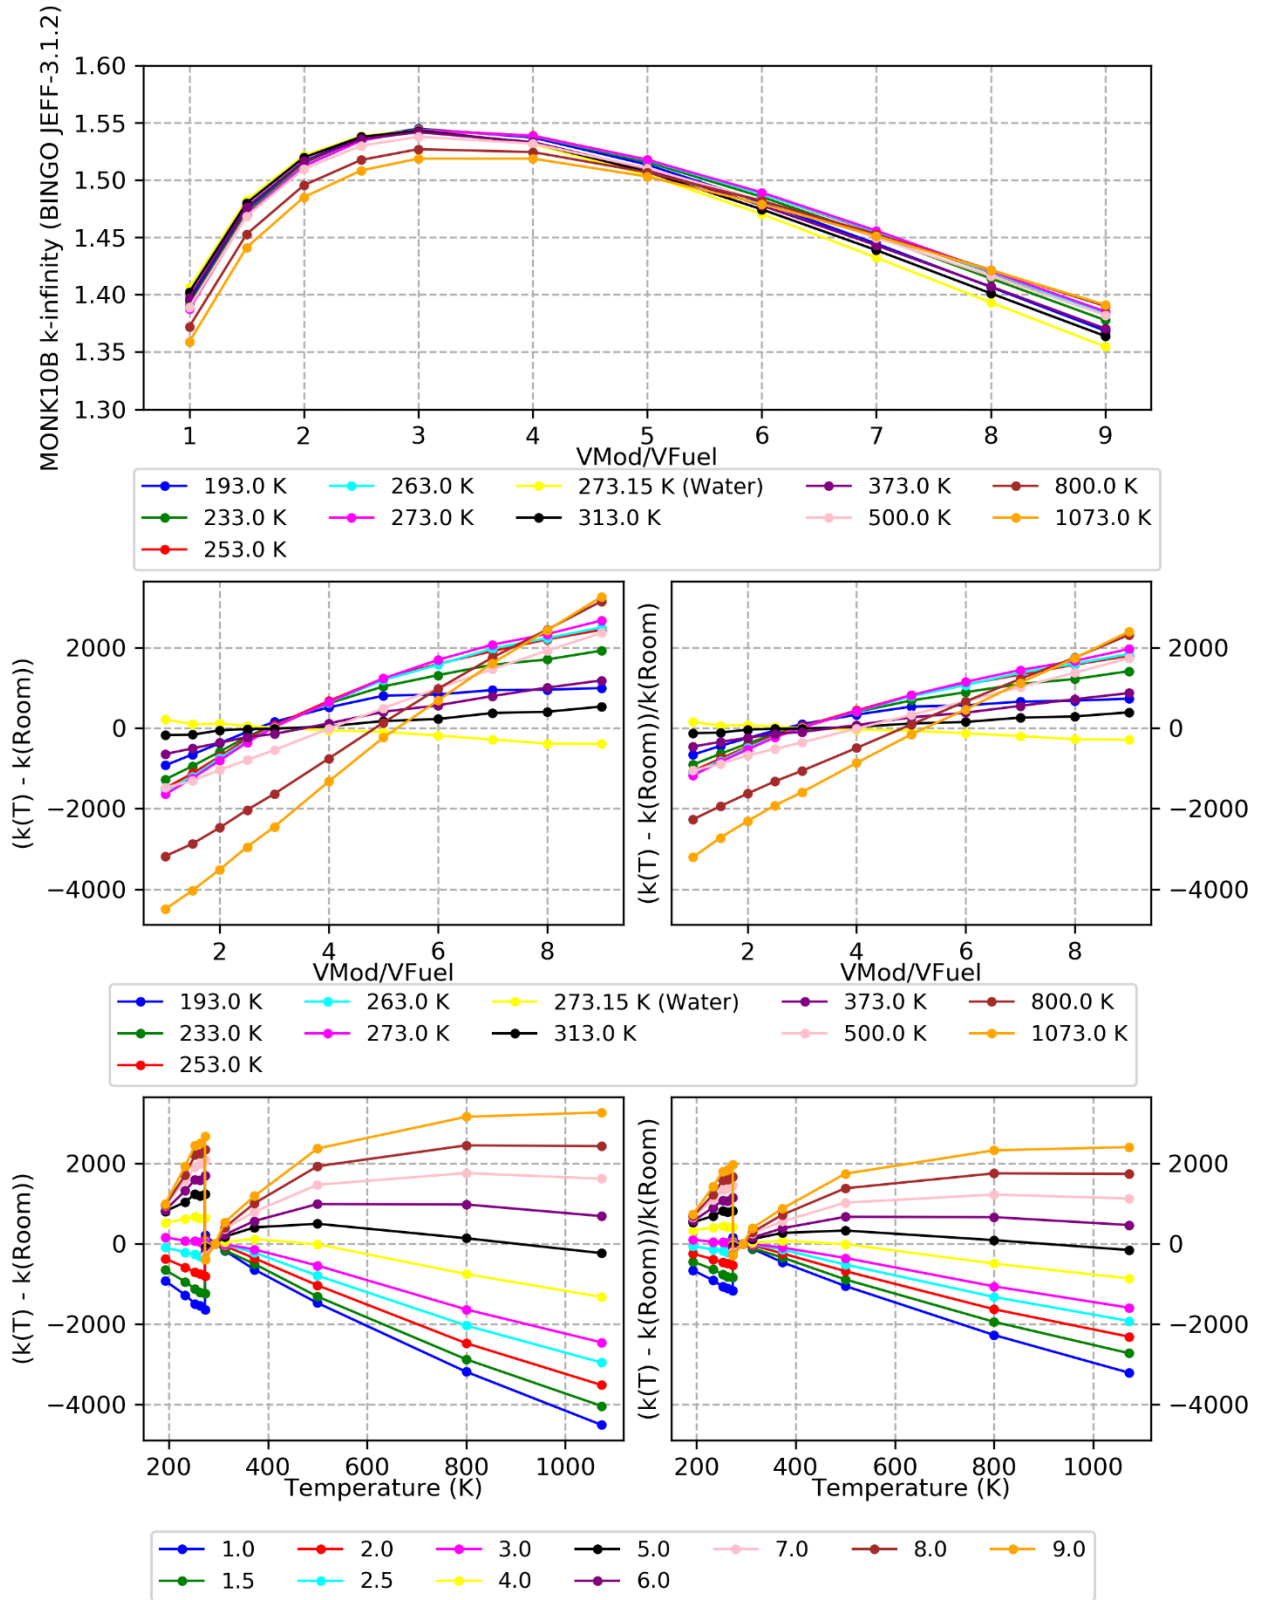 MONK10B k-infinity (BINGO JEFF-3.1.2)
1.60
1.55
1.50
1.45
1.40
1.35
1.30
1 2 3 4 5 6 7 8 9
VMod/VFuel
193.0 K 263.0 K 273.15 K (Water) 373.0 K 800.0 K
233.0 K 273.0 K 313.0 K 500.0 K 1073.0 K
253.0 K
(k(T) - k(Room))
2000
0
−2000
−4000
2 4 6 8
VMod/VFuel
(k(T) - k(Room))/k(Room)
2000
0
−2000
−4000
2 4 6 8
VMod/VFuel
193.0 K 263.0 K 273.15 K (Water) 373.0 K 800.0 K
233.0 K 273.0 K 313.0 K 500.0 K 1073.0 K
253.0 K
(k(T) - k(Room))
2000
0
−2000
−4000
200 400 600 800 1000
Temperature (K)
(k(T) - k(Room))/k(Room)
2000
0
−2000
−4000
200 400 600 800 1000
Temperature (K)
1.0 2.0 3.0 5.0 7.0 8.0 9.0
1.5 2.5 4.0 6.0